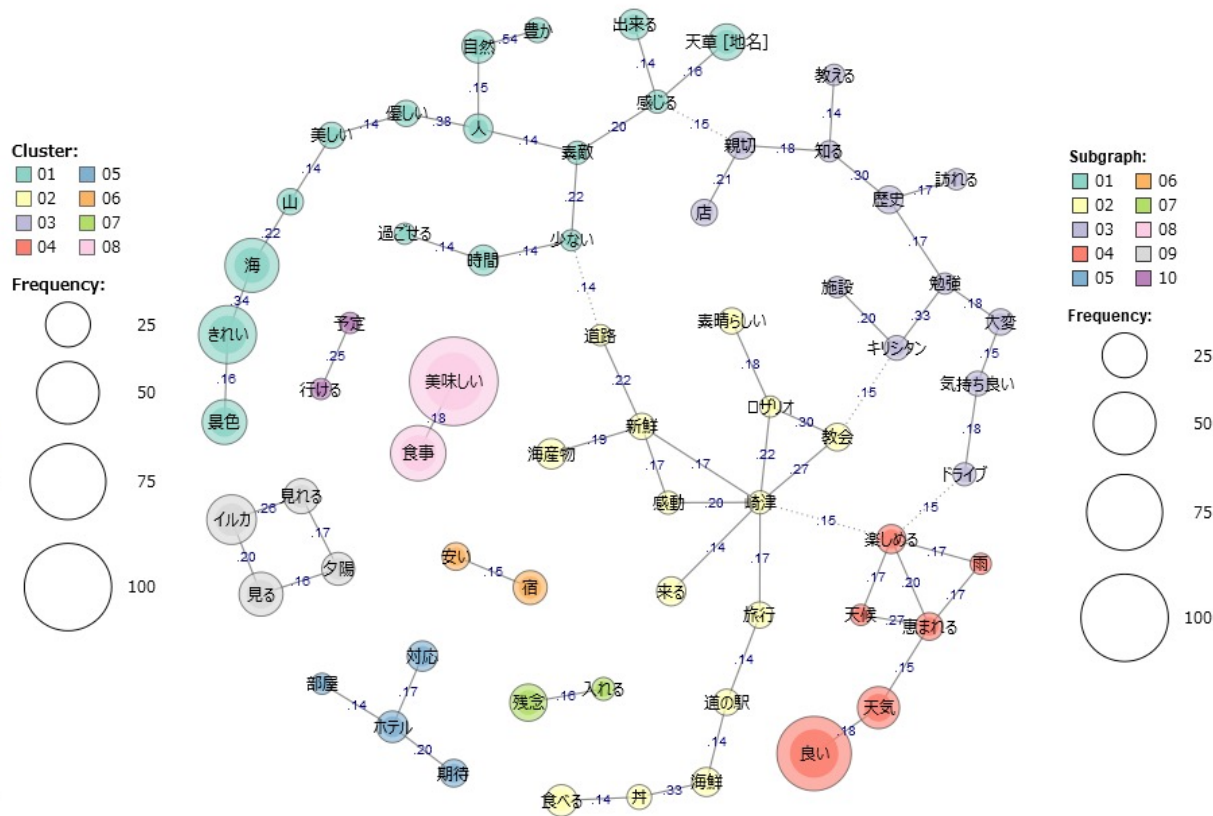 豊か
.54
自然
出来る
天草 [地名]
.14
.16
.15
教える
優しい
.38
人
.14
感じる
.20
.14
美しい
.14
素敵
.15
親切
.18
知る
.14
.30
訪れる
.17
歴史
.21
店
山
.22
.22
過ごせる
.14
時間
.14
少ない
.17
海
.34
.14
施設
勉強
.18
大変
.20
.33
キリシタン
.15
きれい
予定
.25
行ける
道路
素晴らしい
.16
景色
美味しい
.18
食事
.22
.18
ロザリオ
.30
教会
.15
気持ち良い
.18
新鮮
.19
海産物
.17
.17
.22
.27
ドライブ
.15
感動
.20
崎津
.15
見れる
.26
イルカ
.20
.17
夕陽
.16
見る
安い
.15
宿
.14
来る
.17
旅行
楽しめる
.17
雨
.17
.20
.17
天候
.27
恵まれる
.15
対応
部屋
.14
.17
ホテル
.20
期待
残念
.16
入れる
.14
道の駅
天気
.18
良い
.14
海鮮
.33
丼
.14
食べる
Cluster:
01 05
02 06
03 07
04 08
Frequency:
25
50
75
100
Subgraph:
01 06
02 07
03 08
04 09
05 10
Frequency:
25
50
75
100